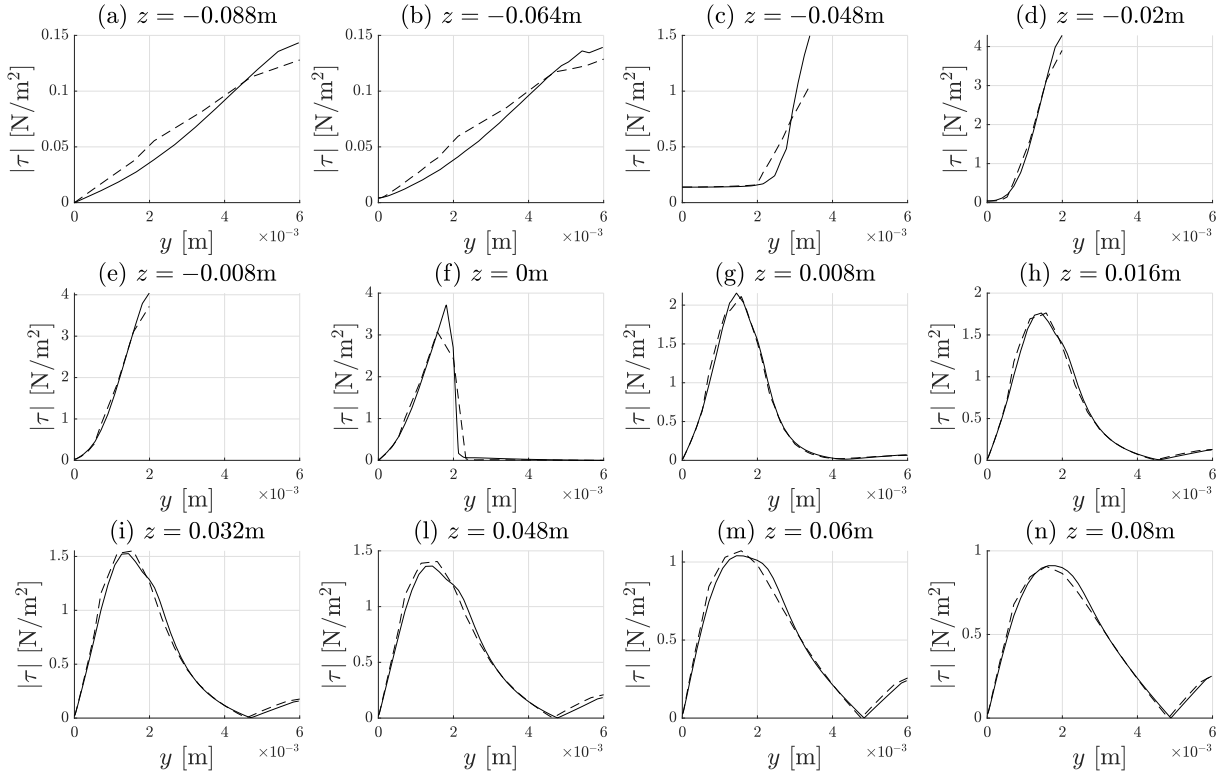 (a) z = −0.088m
0.15
0.1
0.05
0
|τ| [N/m²]
0 2 4 6
×10⁻³
y [m]
(b) z = −0.064m
0.15
0.1
0.05
0
|τ| [N/m²]
0 2 4 6
×10⁻³
y [m]
(c) z = −0.048m
1.5
1
0.5
0
|τ| [N/m²]
0 2 4 6
×10⁻³
y [m]
(d) z = −0.02m
4
3
2
1
0
|τ| [N/m²]
0 2 4 6
×10⁻³
y [m]
(e) z = −0.008m
4
3
2
1
0
|τ| [N/m²]
0 2 4 6
×10⁻³
y [m]
(f) z = 0m
4
3
2
1
0
|τ| [N/m²]
0 2 4 6
×10⁻³
y [m]
(g) z = 0.008m
2
1.5
1
0.5
0
|τ| [N/m²]
0 2 4 6
×10⁻³
y [m]
(h) z = 0.016m
2
1.5
1
0.5
0
|τ| [N/m²]
0 2 4 6
×10⁻³
y [m]
(i) z = 0.032m
1.5
1
0.5
0
|τ| [N/m²]
0 2 4 6
×10⁻³
y [m]
(l) z = 0.048m
1.5
1
0.5
0
|τ| [N/m²]
0 2 4 6
×10⁻³
y [m]
(m) z = 0.06m
1
0.5
0
|τ| [N/m²]
0 2 4 6
×10⁻³
y [m]
(n) z = 0.08m
1
0.5
0
|τ| [N/m²]
0 2 4 6
×10⁻³
y [m]